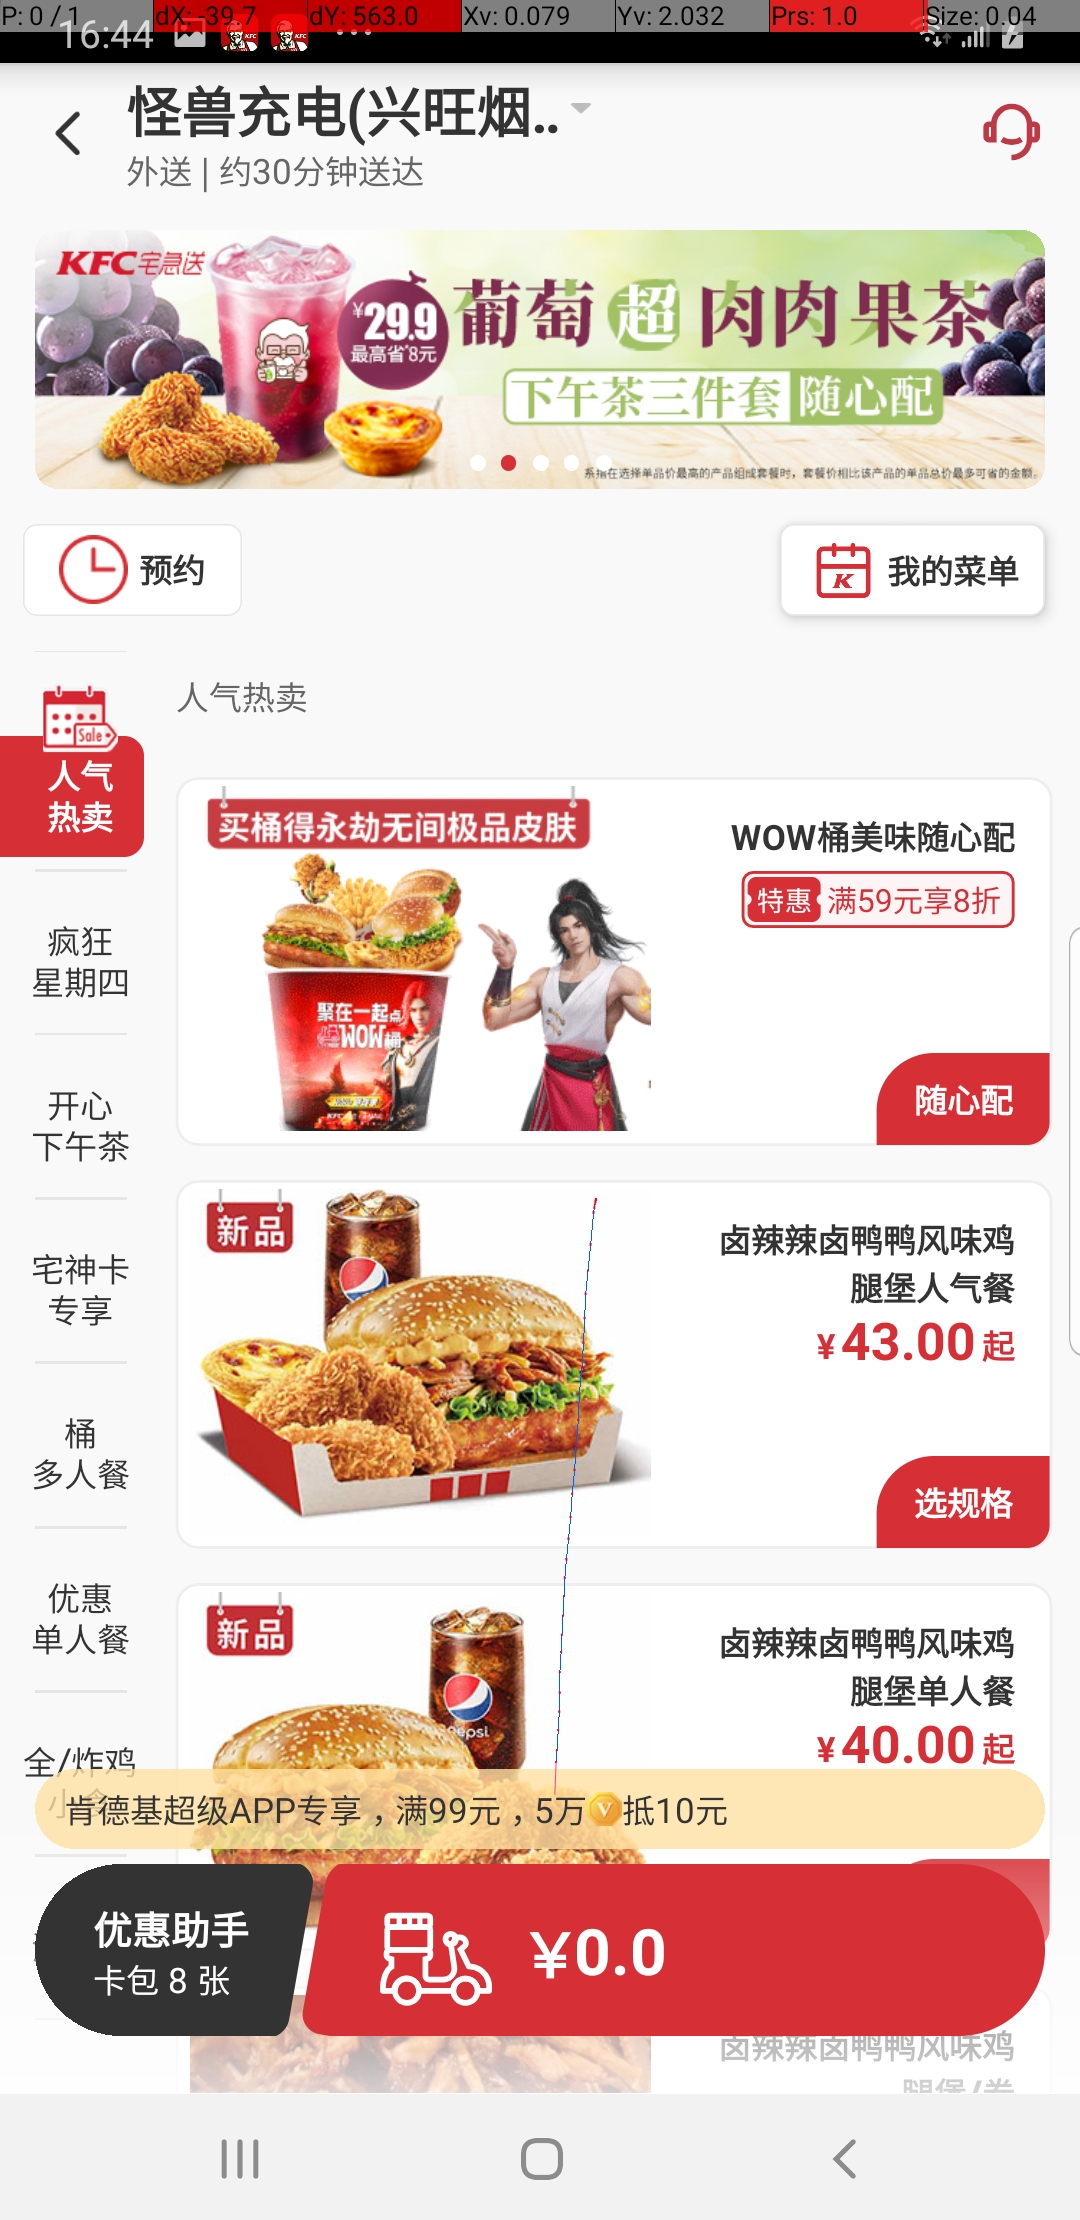 P: 0 / 1 dX: -39.7 dY: 563.0 Xv: 0.079 Yv: 2.032 Prs: 1.0 Size: 0.04
16:44
怪兽充电(兴旺烟..
外送 | 约30分钟送达
KFC宅急送
¥29.9
最高省*8元
葡萄超肉肉果茶
下午茶三件套 随心配
系指在选择单品价最高的产品组成套餐时，套餐价相比该产品的单品总价最多可省的金额。
预约
我的菜单
Sale
人气
热卖
疯狂
星期四
开心
下午茶
宅神卡
专享
桶
多人餐
优惠
单人餐
全/炸鸡
人气热卖
买桶得永劫无间极品皮肤
聚在一起点
WOW桶
WOW桶美味随心配
特惠 满59元享8折
随心配
新品
卤辣辣卤鸭鸭风味鸡
腿堡人气餐
¥43.00 起
选规格
新品
pepsi
卤辣辣卤鸭鸭风味鸡
腿堡单人餐
¥40.00 起
肯德基超级APP专享，满99元，5万V抵10元
优惠助手
卡包 8 张
¥0.0
卤辣辣卤鸭鸭风味鸡
腿堡/卷